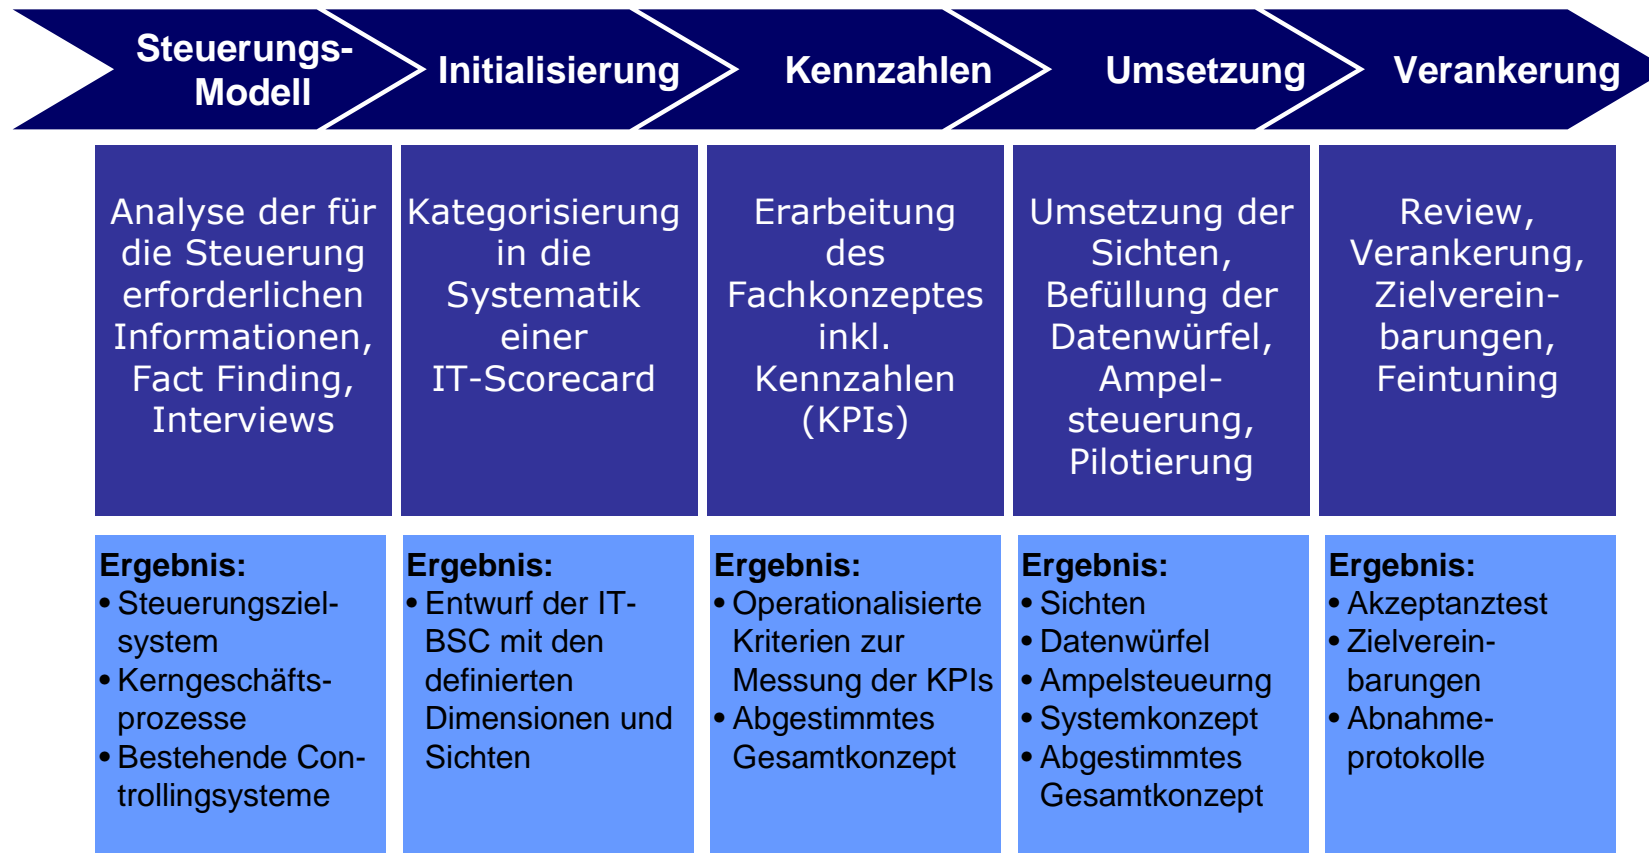 Steuerungs-
Modell
Initialisierung
Kennzahlen
Umsetzung
Verankerung
Analyse der für
die Steuerung
erforderlichen
Informationen,
Fact Finding,
Interviews
Kategorisierung
in die
Systematik
einer
IT-Scorecard
Erarbeitung
des
Fachkonzeptes
inkl.
Kennzahlen
(KPIs)
Umsetzung der
Sichten,
Befüllung der
Datenwürfel,
Ampel-
steuerung,
Pilotierung
Review,
Verankerung,
Zielverein-
barungen,
Feintuning
Ergebnis:
• Steuerungsziel-
system
• Kerngeschäfts-
prozesse
• Bestehende Con-
trollingsysteme
Ergebnis:
• Entwurf der IT-
BSC mit den
definierten
Dimensionen und
Sichten
Ergebnis:
• Operationalisierte
Kriterien zur
Messung der KPIs
• Abgestimmtes
Gesamtkonzept
Ergebnis:
• Sichten
• Datenwürfel
• Ampelsteueurng
• Systemkonzept
• Abgestimmtes
Gesamtkonzept
Ergebnis:
• Akzeptanztest
• Zielverein-
barungen
• Abnahme-
protokolle